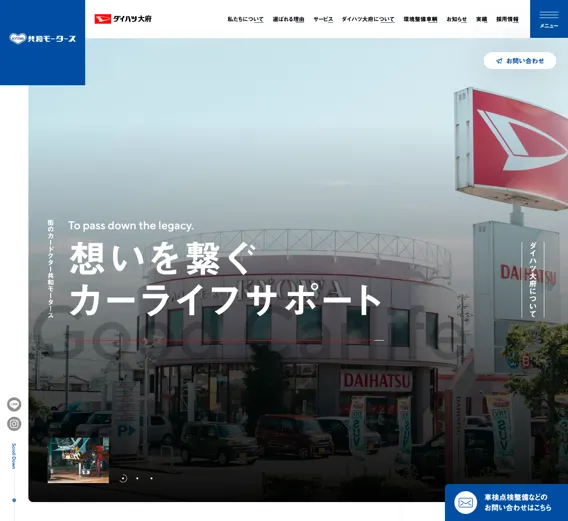 共和モータース
ダイハツ大府
私たちについて
選ばれる理由
サービス
ダイハツ大府について
環境整備車輌
お知らせ
実績
採用情報
メニュー
お問い合わせ
街のカードクター共和モータース
To pass down the legacy.
想いを繋ぐ
カーライフサポート
ダイハツ大府について
DAIHATSU
KYOWA
Good Manife
DAIHATSU
P
Scroll Down
車検点検整備などの
お問い合わせはこちら